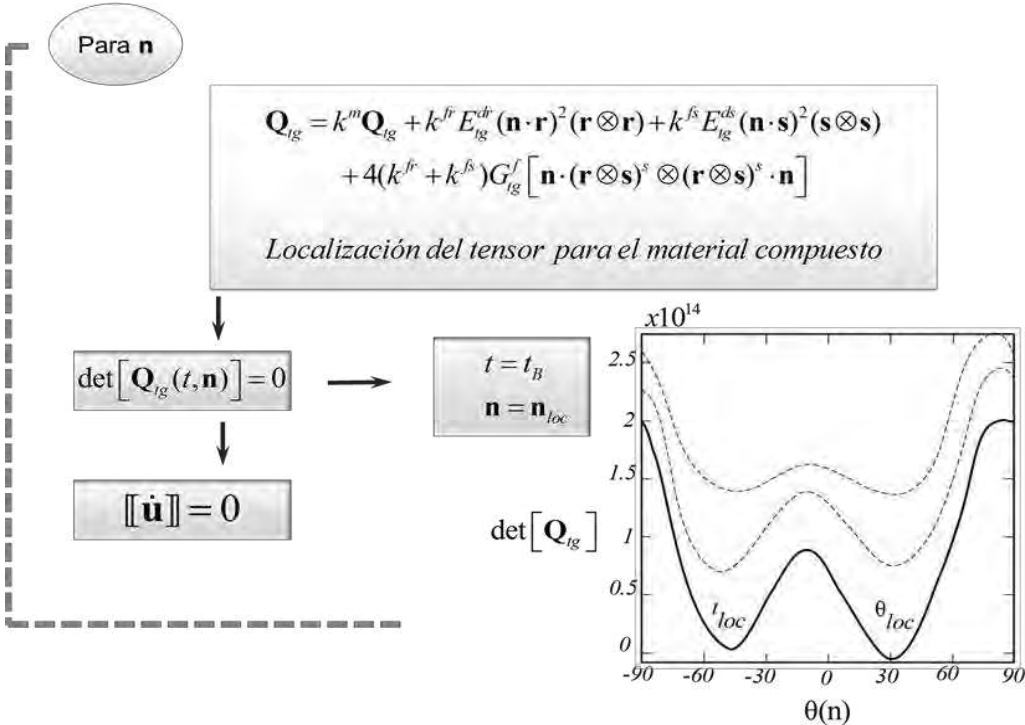 Para n
Q_tg = k^m Q_tg + k^fr E_tg^dr (n·r)^2 (r⊗r) + k^fs E_tg^ds (n·s)^2 (s⊗s)
+ 4(k^fr + k^fs) G_tg^f [n·(r⊗s)^s ⊗ (r⊗s)^s · n]
Localización del tensor para el material compuesto
det[Q_tg(t,n)] = 0
t = t_B
n = n_loc
⟦u̇⟧ = 0
x10^14
2.5
2
1.5
det[Q_tg]
1
0.5
t_loc
θ_loc
0
-90
-60
-30
0
30
60
90
θ(n)